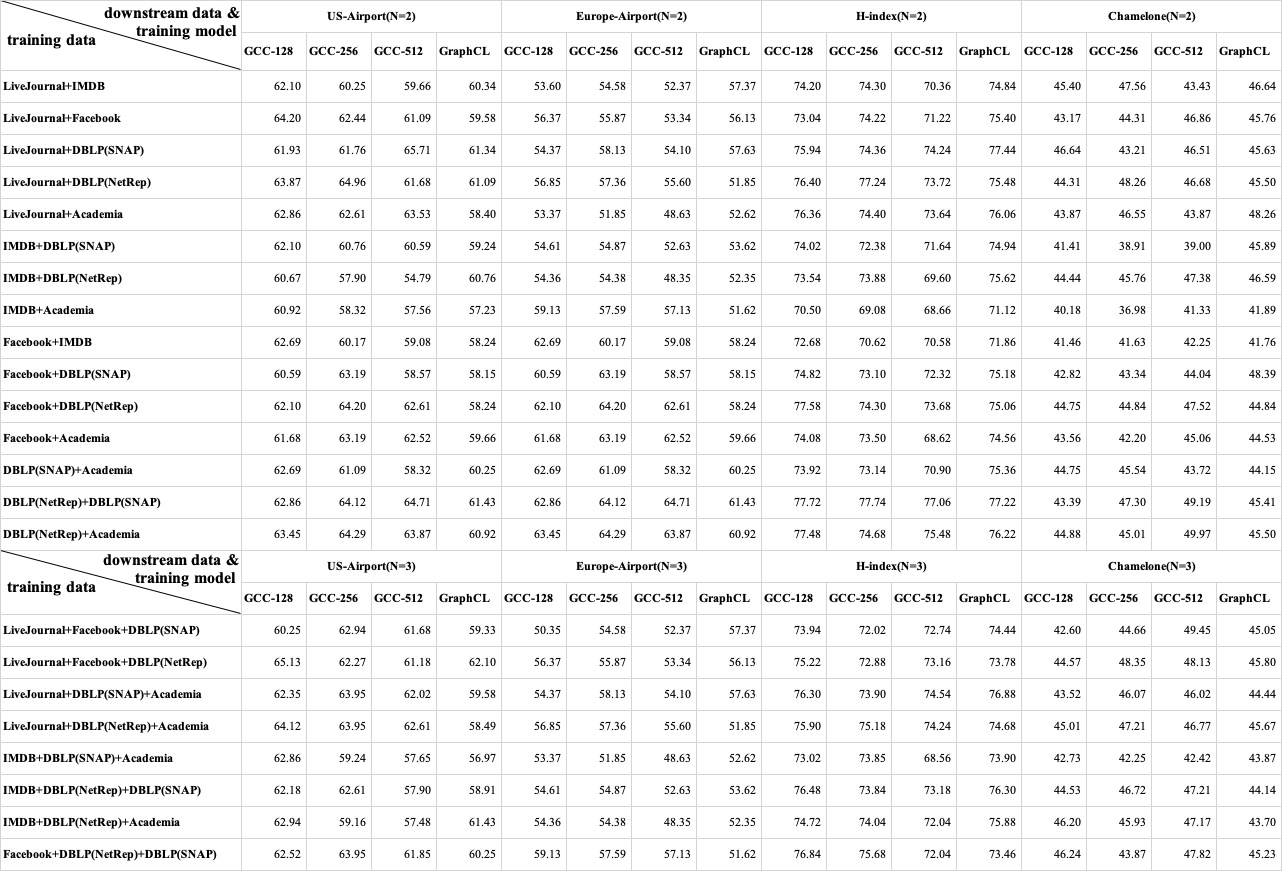 downstream data & training model US-Airport(N=2) Europe-Airport(N=2) H-index(N=2) Chamelone(N=2)
training data GCC-128 GCC-256 GCC-512 GraphCL GCC-128 GCC-256 GCC-512 GraphCL GCC-128 GCC-256 GCC-512 GraphCL GCC-128 GCC-256 GCC-512 GraphCL
LiveJournal+IMDB 62.10 60.25 59.66 60.34 53.60 54.58 52.37 57.37 74.20 74.30 70.36 74.84 45.40 47.56 43.43 46.64
LiveJournal+Facebook 64.20 62.44 61.09 59.58 56.37 55.87 53.34 56.13 73.04 74.22 71.22 75.40 43.17 44.31 46.86 45.76
LiveJournal+DBLP(SNAP) 61.93 61.76 65.71 61.34 54.37 58.13 54.10 57.63 75.94 74.36 74.24 77.44 46.64 43.21 46.51 45.63
LiveJournal+DBLP(NetRep) 63.87 64.96 61.68 61.09 56.85 57.36 55.60 51.85 76.40 77.24 73.72 75.48 44.31 48.26 46.68 45.50
LiveJournal+Academia 62.86 62.61 63.53 58.40 53.37 51.85 48.63 52.62 76.36 74.40 73.64 76.06 43.87 46.55 43.87 48.26
IMDB+DBLP(SNAP) 62.10 60.76 60.59 59.24 54.61 54.87 52.63 53.62 74.02 72.38 71.64 74.94 41.41 38.91 39.00 45.89
IMDB+DBLP(NetRep) 60.67 57.90 54.79 60.76 54.36 54.38 48.35 52.35 73.54 73.88 69.60 75.62 44.44 45.76 47.38 46.59
IMDB+Academia 60.92 58.32 57.56 57.23 59.13 57.59 57.13 51.62 70.50 69.08 68.66 71.12 40.18 36.98 41.33 41.89
Facebook+IMDB 62.69 60.17 59.08 58.24 62.69 60.17 59.08 58.24 72.68 70.62 70.58 71.86 41.46 41.63 42.25 41.76
Facebook+DBLP(SNAP) 60.59 63.19 58.57 58.15 60.59 63.19 58.57 58.15 74.82 73.10 72.32 75.18 42.82 43.34 44.04 48.39
Facebook+DBLP(NetRep) 62.10 64.20 62.61 58.24 62.10 64.20 62.61 58.24 77.58 74.30 73.68 75.06 44.75 44.84 47.52 44.84
Facebook+Academia 61.68 63.19 62.52 59.66 61.68 63.19 62.52 59.66 74.08 73.50 68.62 74.56 43.56 42.20 45.06 44.53
DBLP(SNAP)+Academia 62.69 61.09 58.32 60.25 62.69 61.09 58.32 60.25 73.92 73.14 70.90 75.36 44.75 45.54 43.72 44.15
DBLP(NetRep)+DBLP(SNAP) 62.86 64.12 64.71 61.43 62.86 64.12 64.71 61.43 77.72 77.74 77.06 77.22 43.39 47.30 49.19 45.41
DBLP(NetRep)+Academia 63.45 64.29 63.87 60.92 63.45 64.29 63.87 60.92 77.48 74.68 75.48 76.22 44.88 45.01 49.97 45.50
downstream data & training model US-Airport(N=3) Europe-Airport(N=3) H-index(N=3) Chamelone(N=3)
training data GCC-128 GCC-256 GCC-512 GraphCL GCC-128 GCC-256 GCC-512 GraphCL GCC-128 GCC-256 GCC-512 GraphCL GCC-128 GCC-256 GCC-512 GraphCL
LiveJournal+Facebook+DBLP(SNAP) 60.25 62.94 61.68 59.33 50.35 54.58 52.37 57.37 73.94 72.02 72.74 74.44 42.60 44.66 49.45 45.05
LiveJournal+Facebook+DBLP(NetRep) 65.13 62.27 61.18 62.10 56.37 55.87 53.34 56.13 75.22 72.88 73.16 73.78 44.57 48.35 48.13 45.80
LiveJournal+DBLP(SNAP)+Academia 62.35 63.95 62.02 59.58 54.37 58.13 54.10 57.63 76.30 73.90 74.54 76.88 43.52 46.07 46.02 44.44
LiveJournal+DBLP(NetRep)+Academia 64.12 63.95 62.61 58.49 56.85 57.36 55.60 51.85 75.90 75.18 74.24 74.68 45.01 47.21 46.77 45.67
IMDB+DBLP(SNAP)+Academia 62.86 59.24 57.65 56.97 53.37 51.85 48.63 52.62 73.02 73.85 68.56 73.90 42.73 42.25 42.42 43.87
IMDB+DBLP(NetRep)+DBLP(SNAP) 62.18 62.61 57.90 58.91 54.61 54.87 52.63 53.62 76.48 73.84 73.18 76.30 44.53 46.72 47.21 44.14
IMDB+DBLP(NetRep)+Academia 62.94 59.16 57.48 61.43 54.36 54.38 48.35 52.35 74.72 74.04 72.04 75.88 46.20 45.93 47.17 43.70
Facebook+DBLP(NetRep)+DBLP(SNAP) 62.52 63.95 61.85 60.25 59.13 57.59 57.13 51.62 76.84 75.68 72.04 73.46 46.24 43.87 47.82 45.23